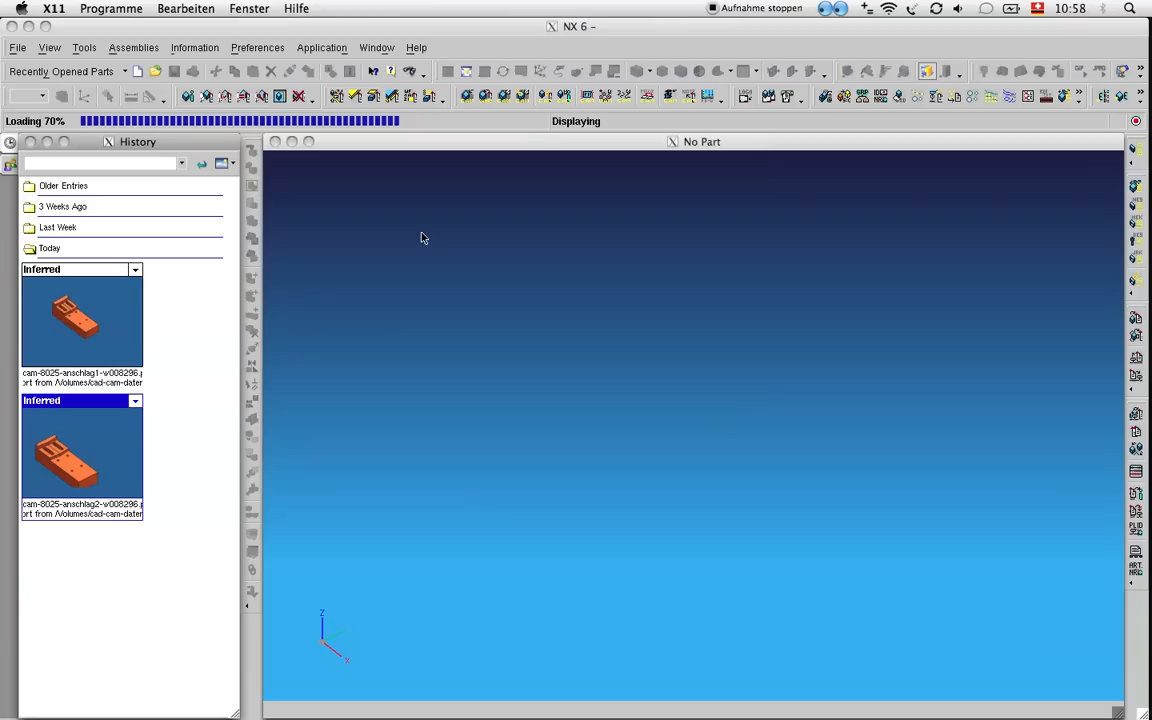 X11 Programme Bearbeiten Fenster Hilfe Aufnahme stoppen 10:58
NX 6 –
File View Tools Assemblies Information Preferences Application Window Help
Recently Opened Parts
Loading 70% Displaying
History
No Part
Older Entries
3 Weeks Ago
Last Week
Today
Inferred
cam-8025-anschlag1-w008296.p
ort from /Volumes/cad-cam-dater
Inferred
cam-8025-anschlag2-w008296.p
ort from /Volumes/cad-cam-dater
Z
X